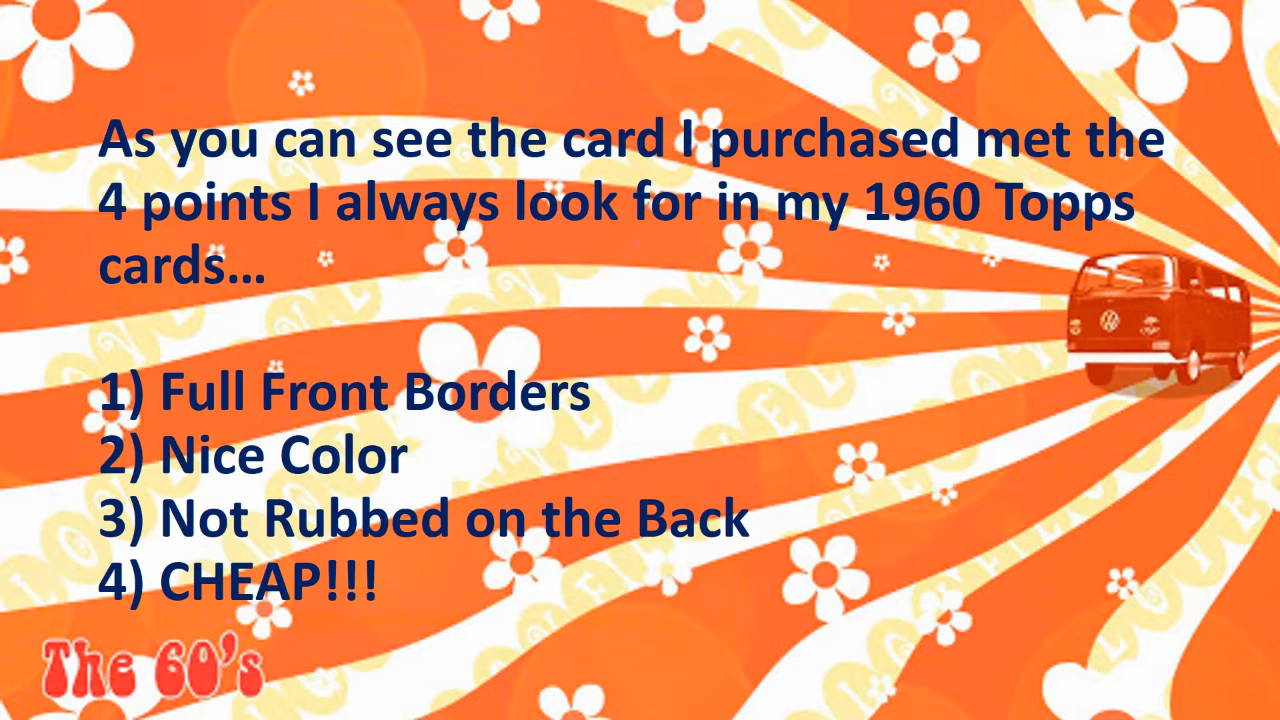 As you can see the card I purchased met the
4 points I always look for in my 1960 Topps
cards...
1) Full Front Borders
2) Nice Color
3) Not Rubbed on the Back
4) CHEAP!!!
The 60's